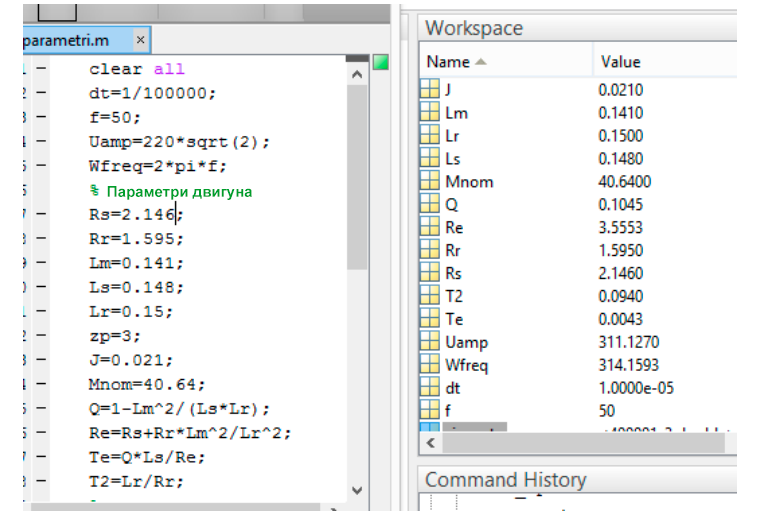 parametri.m ×
clear all
dt=1/100000;
f=50;
Uamp=220*sqrt(2);
Wfreq=2*pi*f;
% Параметри двигуна
Rs=2.146;
Rr=1.595;
Lm=0.141;
Ls=0.148;
Lr=0.15;
zp=3;
J=0.021;
Mnom=40.64;
Q=1-Lm^2/(Ls*Lr);
Re=Rs+Rr*Lm^2/Lr^2;
Te=Q*Ls/Re;
T2=Lr/Rr;
Workspace
Name Value
J 0.0210
Lm 0.1410
Lr 0.1500
Ls 0.1480
Mnom 40.6400
Q 0.1045
Re 3.5553
Rr 1.5950
Rs 2.1460
T2 0.0940
Te 0.0043
Uamp 311.1270
Wfreq 314.1593
dt 1.0000e-05
f 50
Command History